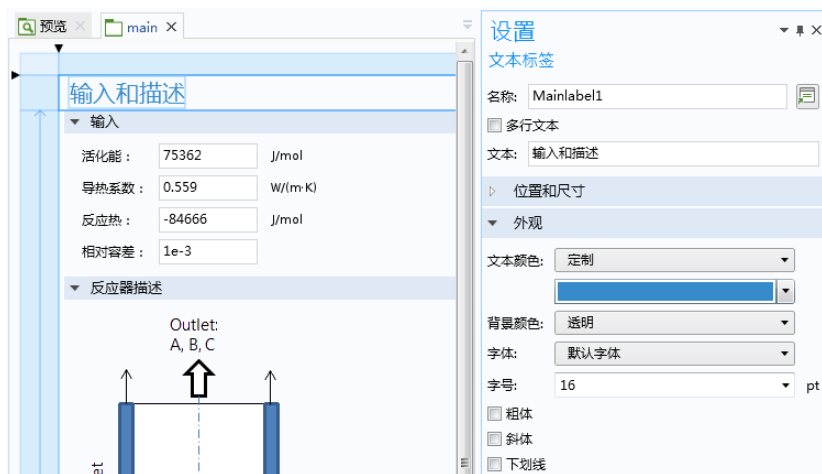 预览
main
输入和描述
输入
活化能： 75362 J/mol
导热系数： 0.559 W/(m·K)
反应热： -84666 J/mol
相对容差： 1e-3
反应器描述
Outlet:
A, B, C
设置
文本标签
名称: Mainlabel1
多行文本
文本: 输入和描述
位置和尺寸
外观
文本颜色: 定制
背景颜色: 透明
字体: 默认字体
字号: 16 pt
粗体
斜体
下划线